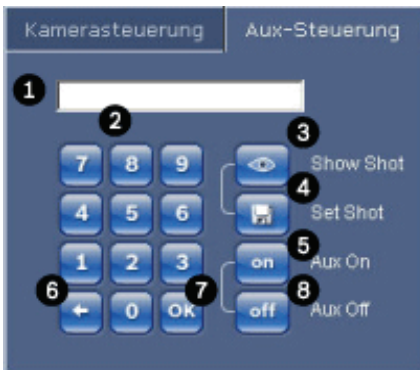 Kamerasteuerung Aux-Steuerung
1
2
3
7 8 9 Show Shot
4
4 5 6 Set Shot
5
1 2 3 on Aux On
6 7 8
0 OK off Aux Off